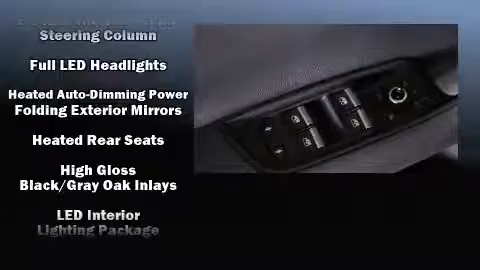 Steering Column
Full LED Headlights
Heated Auto-Dimming Power
Folding Exterior Mirrors
Heated Rear Seats
High Gloss
Black/Gray Oak Inlays
LED Interior
Lighting Package